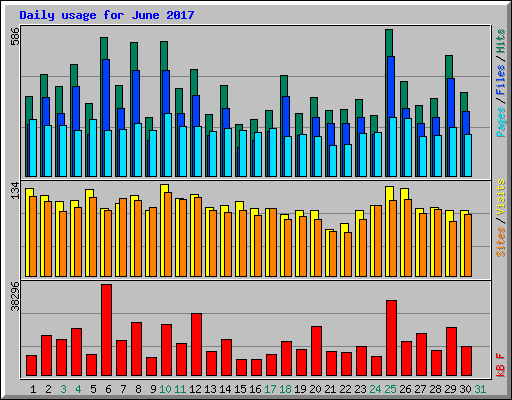 Daily usage for June 2017
586
Pages / Files / Hits
134
Sites / Visits
38296
kB F
1 2 3 4 5 6 7 8 9 10 11 12 13 14 15 16 17 18 19 20 21 22 23 24 25 26 27 28 29 30 31